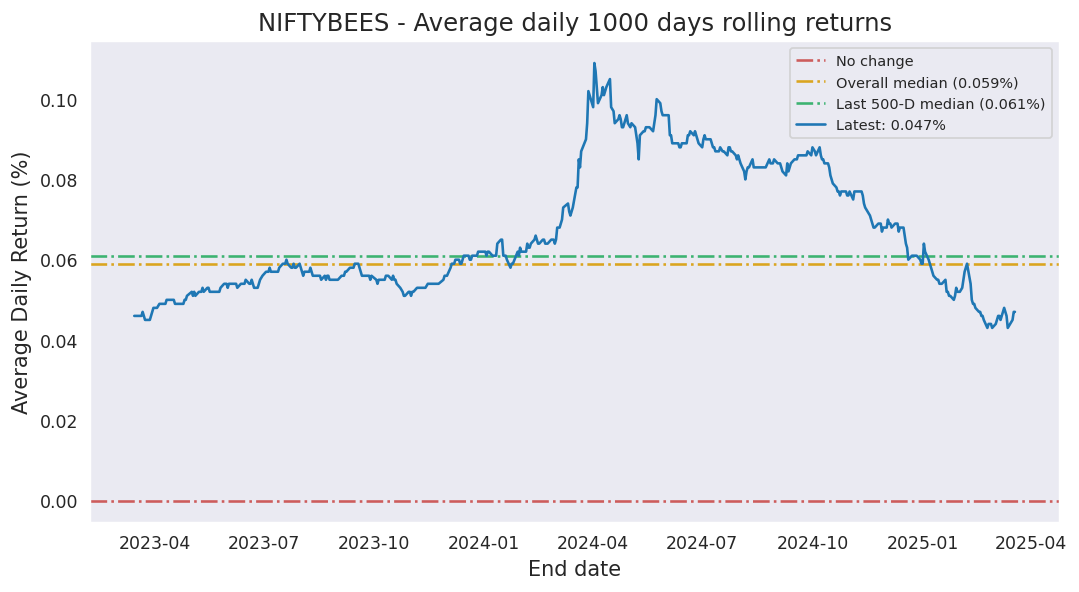 NIFTYBEES - Average daily 1000 days rolling returns
No change
Overall median (0.059%)
Last 500-D median (0.061%)
Latest: 0.047%
Average Daily Return (%)
0.10
0.08
0.06
0.04
0.02
0.00
2023-04 2023-07 2023-10 2024-01 2024-04 2024-07 2024-10 2025-01 2025-04
End date